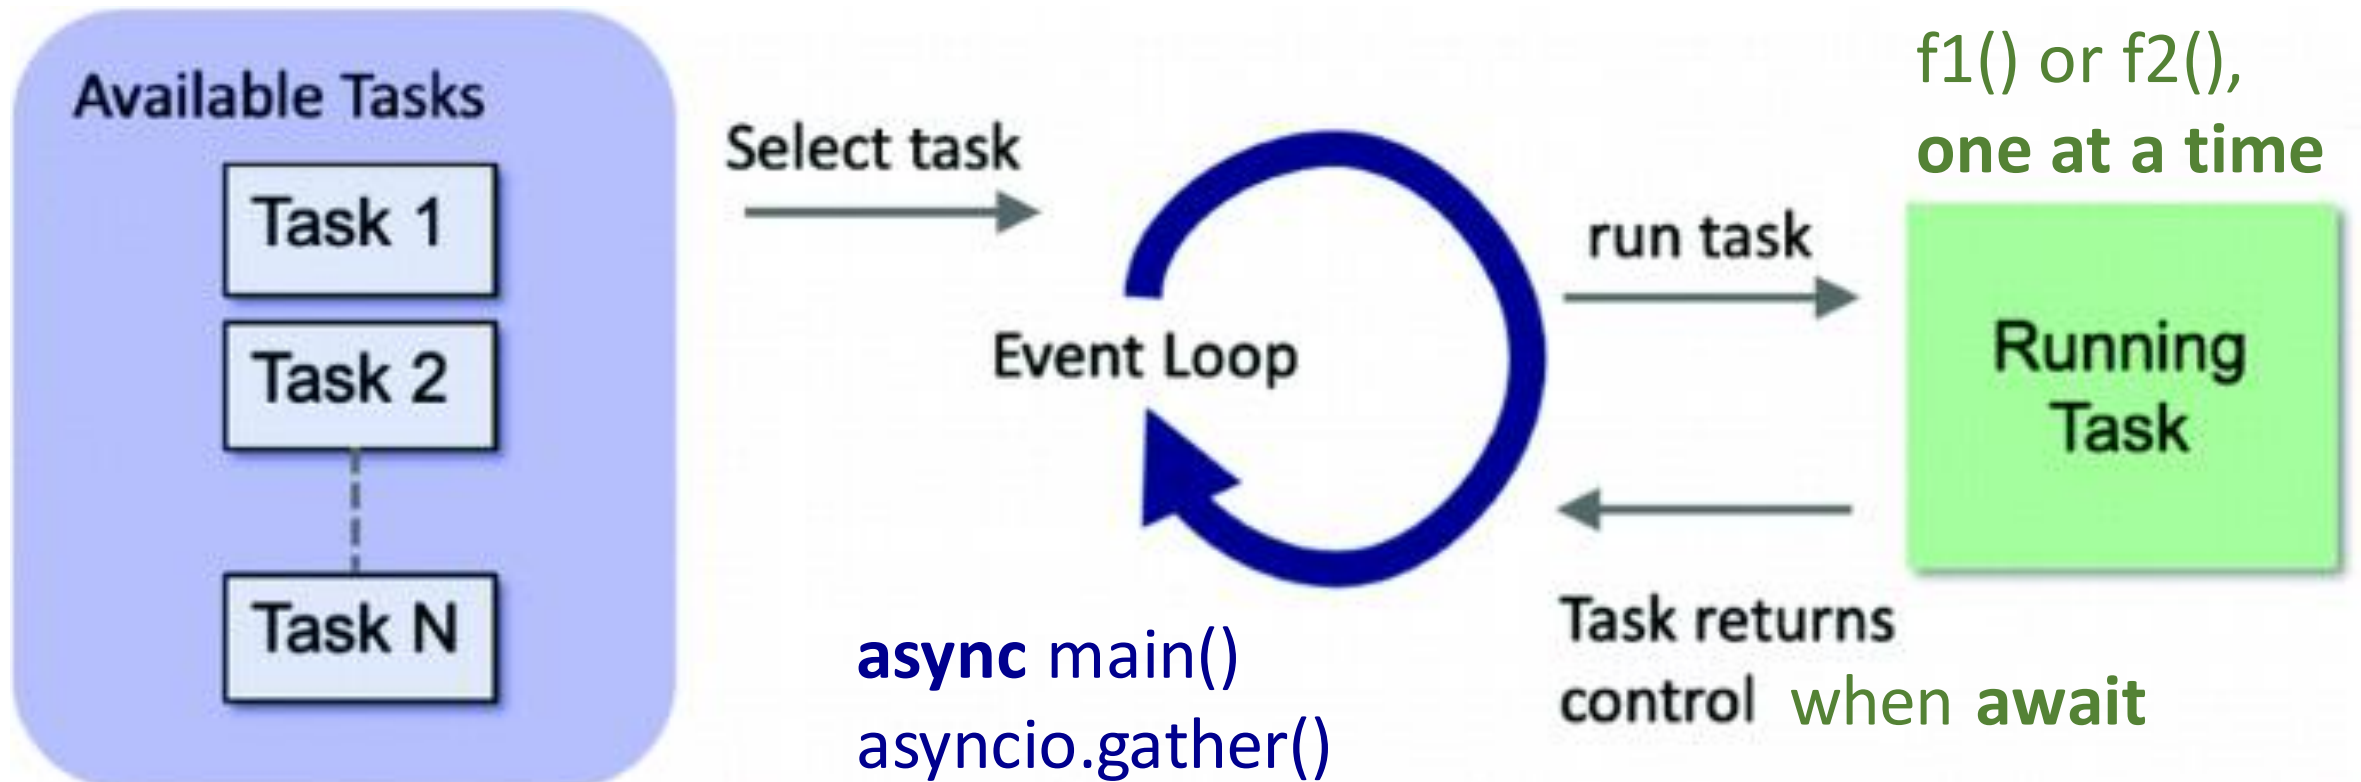 Available Tasks
Task 1
Task 2
Task N
Select task
Event Loop
async main()
asyncio.gather()
run task
Task returns
control when await
f1() or f2(),
one at a time
Running
Task